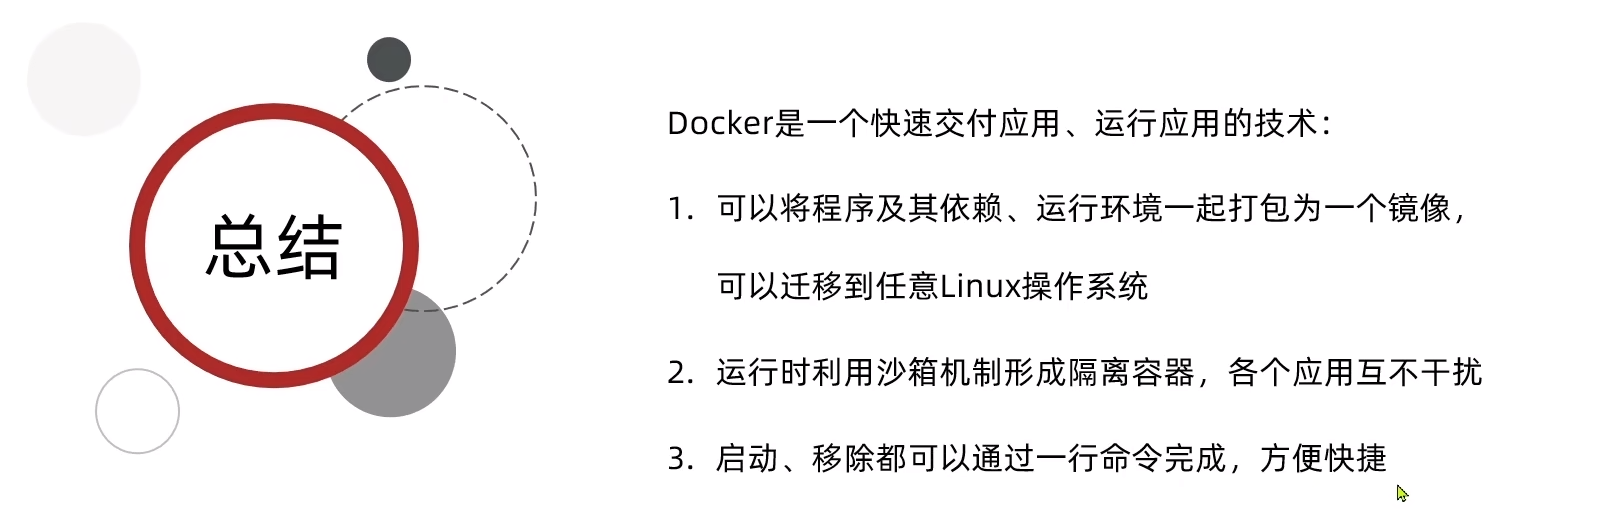 总结
Docker是一个快速交付应用、运行应用的技术：
1. 可以将程序及其依赖、运行环境一起打包为一个镜像，
可以迁移到任意Linux操作系统
2. 运行时利用沙箱机制形成隔离容器，各个应用互不干扰
3. 启动、移除都可以通过一行命令完成，方便快捷